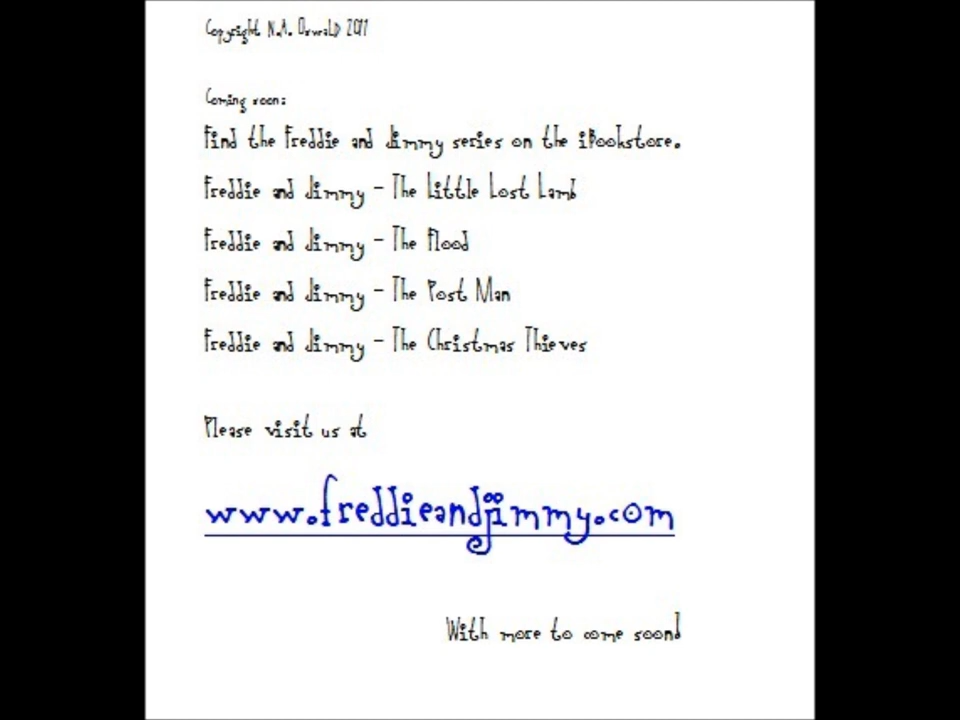 Copyright N.A. Oswald 2011
Coming soon:
Find the Freddie and Jimmy series on the iBookstore.
Freddie and Jimmy - The Little Lost Lamb
Freddie and Jimmy - The Flood
Freddie and Jimmy - The Post Man
Freddie and Jimmy - The Christmas Thieves
Please visit us at
www.freddieandjimmy.com
With more to come soon!